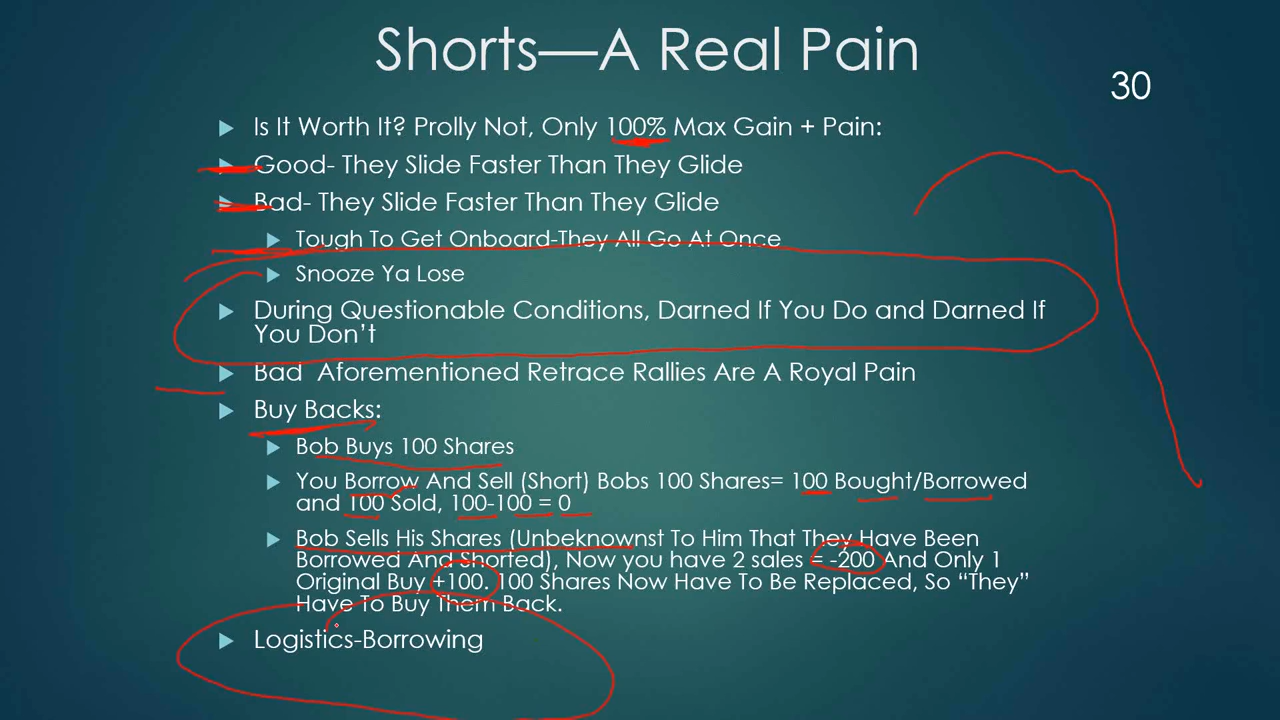 Shorts—A Real Pain
30
Is It Worth It? Prolly Not, Only 100% Max Gain + Pain:
Good- They Slide Faster Than They Glide
Bad- They Slide Faster Than They Glide
Tough To Get Onboard-They All Go At Once
Snooze Ya Lose
During Questionable Conditions, Darned If You Do and Darned If
You Don't
Bad  Aforementioned Retrace Rallies Are A Royal Pain
Buy Backs:
Bob Buys 100 Shares
You Borrow And Sell (Short) Bobs 100 Shares= 100 Bought/Borrowed
and 100 Sold, 100-100 = 0
Bob Sells His Shares (Unbeknownst To Him That They Have Been
Borrowed And Shorted), Now you have 2 sales = -200 And Only 1
Original Buy +100. 100 Shares Now Have To Be Replaced, So “They”
Have To Buy Them Back.
Logistics-Borrowing